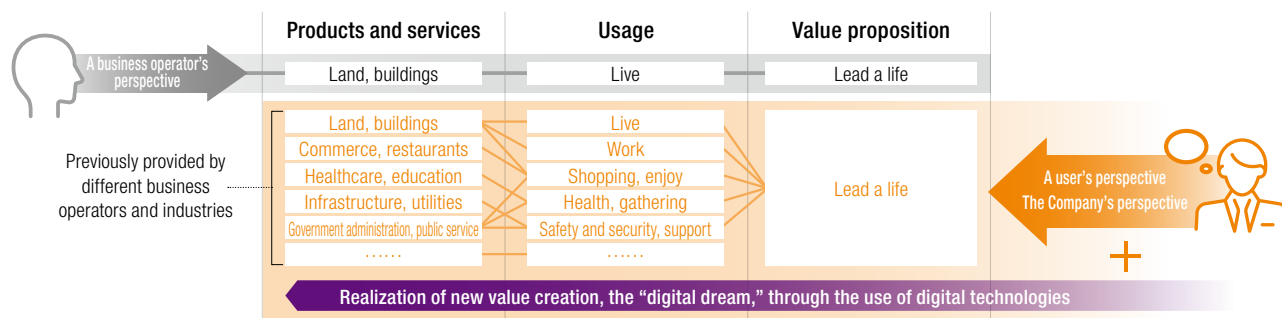 Products and services
Usage
Value proposition
A business operator's
perspective
Land, buildings
Live
Lead a life
Previously provided by
different business
operators and industries
Land, buildings
Commerce, restaurants
Healthcare, education
Infrastructure, utilities
Government administration, public service
……
Live
Work
Shopping, enjoy
Health, gathering
Safety and security, support
……
Lead a life
A user's perspective
The Company's perspective
+
Realization of new value creation, the “digital dream,” through the use of digital technologies